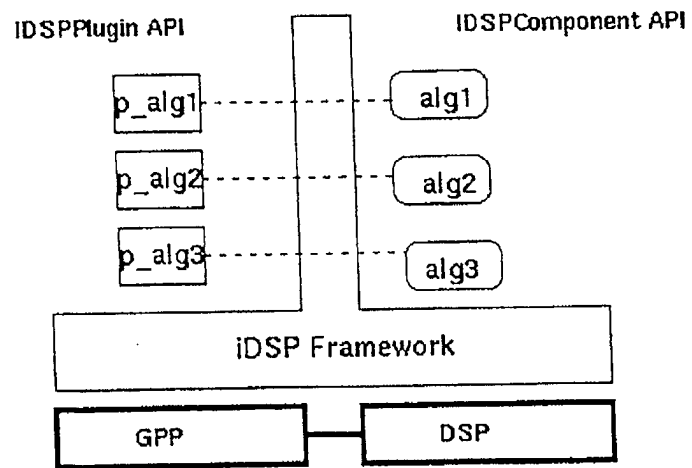 IDSPPlugin API
IDSPComponent API
p_alg1
alg1
p_alg2
alg2
p_alg3
alg3
iDSP Framework
GPP
DSP